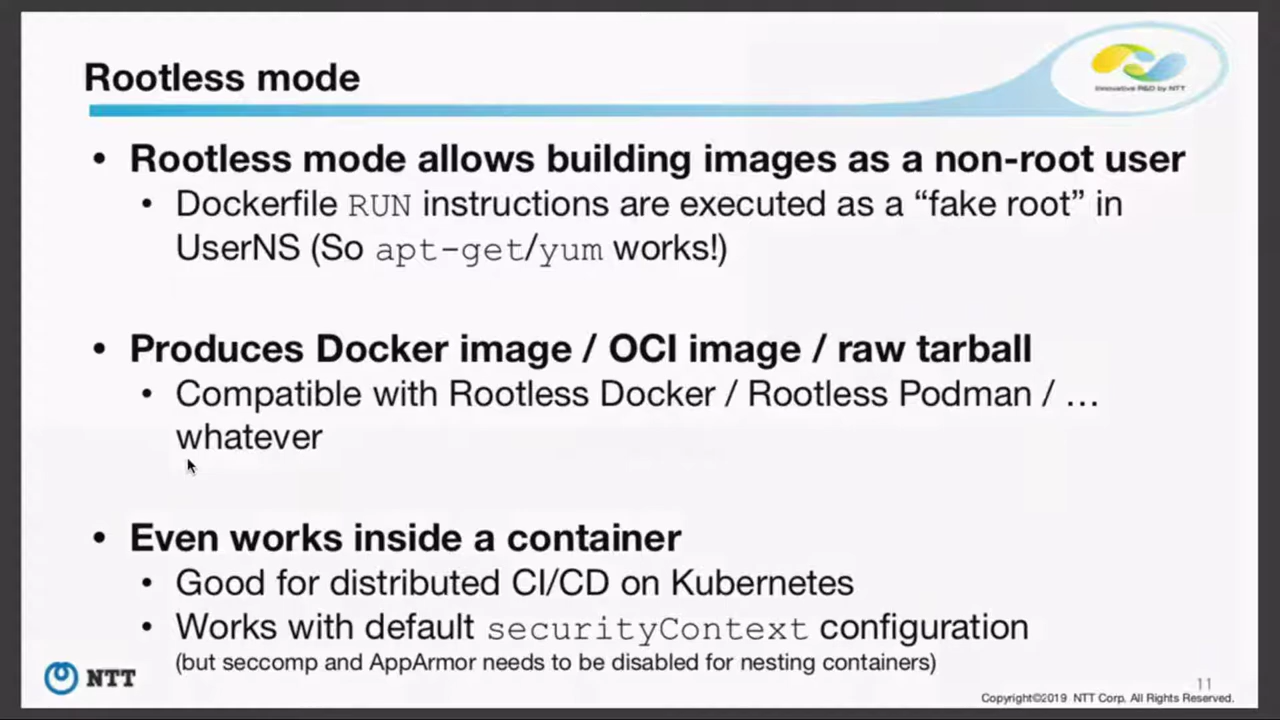 Rootless mode
Innovative R&D by NTT
• Rootless mode allows building images as a non-root user
• Dockerfile RUN instructions are executed as a “fake root” in
UserNS (So apt-get/yum works!)
• Produces Docker image / OCI image / raw tarball
• Compatible with Rootless Docker / Rootless Podman / …
whatever
• Even works inside a container
• Good for distributed CI/CD on Kubernetes
• Works with default securityContext configuration
(but seccomp and AppArmor needs to be disabled for nesting containers)
NTT
11
Copyright©2019 NTT Corp. All Rights Reserved.